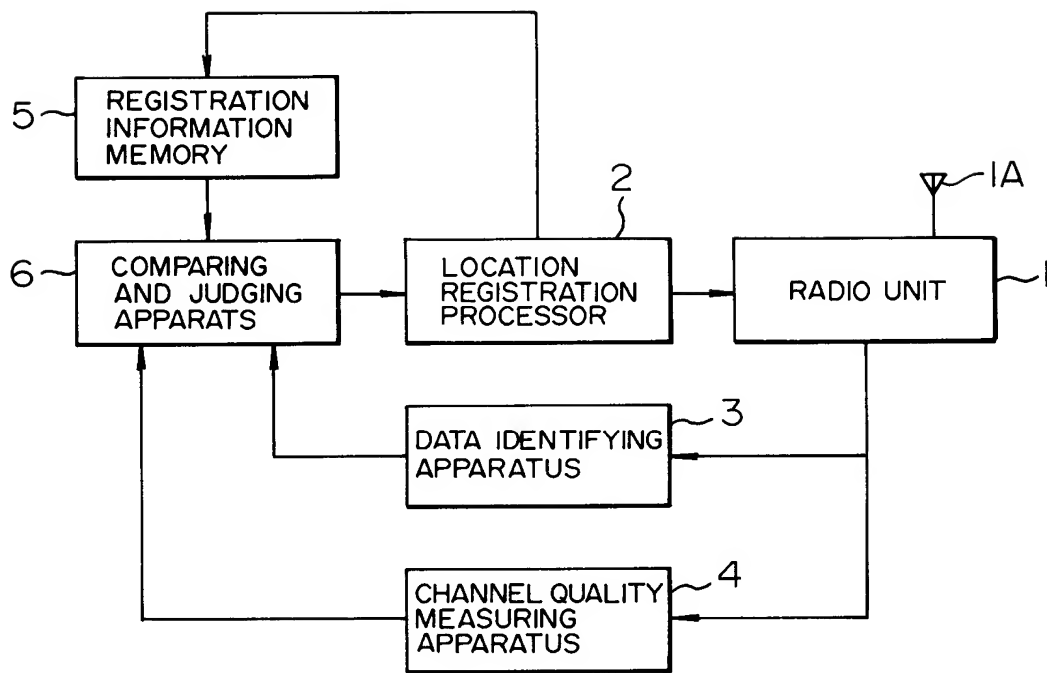 5
REGISTRATION
INFORMATION
MEMORY
2
1A
6
COMPARING
AND JUDGING
APPARATS
LOCATION
REGISTRATION
PROCESSOR
RADIO UNIT
1
3
DATA IDENTIFYING
APPARATUS
4
CHANNEL QUALITY
MEASURING
APPARATUS